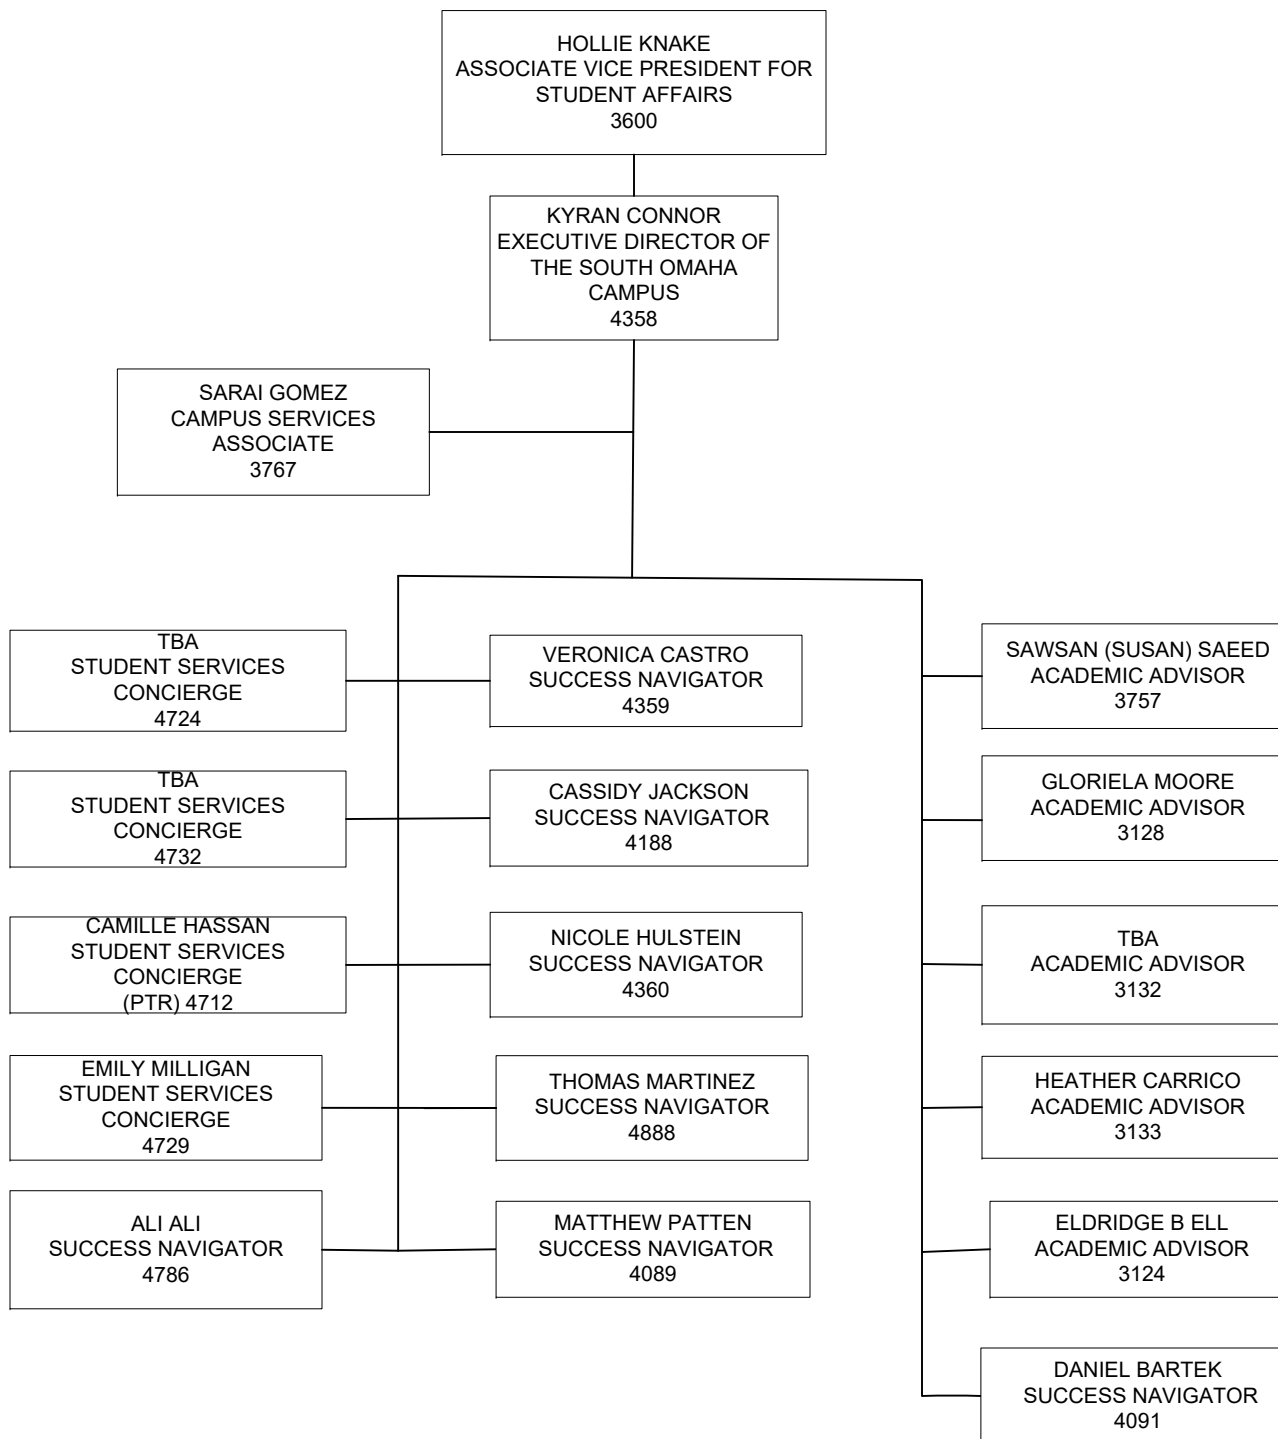 HOLLIE KNAKE
ASSOCIATE VICE PRESIDENT FOR
STUDENT AFFAIRS
3600
KYRAN CONNOR
EXECUTIVE DIRECTOR OF
THE SOUTH OMAHA
CAMPUS
4358
SARAI GOMEZ
CAMPUS SERVICES
ASSOCIATE
3767
TBA
STUDENT SERVICES
CONCIERGE
4724
VERONICA CASTRO
SUCCESS NAVIGATOR
4359
SAWSAN (SUSAN) SAEED
ACADEMIC ADVISOR
3757
TBA
STUDENT SERVICES
CONCIERGE
4732
CASSIDY JACKSON
SUCCESS NAVIGATOR
4188
GLORIELA MOORE
ACADEMIC ADVISOR
3128
CAMILLE HASSAN
STUDENT SERVICES
CONCIERGE
(PTR) 4712
NICOLE HULSTEIN
SUCCESS NAVIGATOR
4360
TBA
ACADEMIC ADVISOR
3132
EMILY MILLIGAN
STUDENT SERVICES
CONCIERGE
4729
THOMAS MARTINEZ
SUCCESS NAVIGATOR
4888
HEATHER CARRICO
ACADEMIC ADVISOR
3133
ALI ALI
SUCCESS NAVIGATOR
4786
MATTHEW PATTEN
SUCCESS NAVIGATOR
4089
ELDRIDGE B ELL
ACADEMIC ADVISOR
3124
DANIEL BARTEK
SUCCESS NAVIGATOR
4091